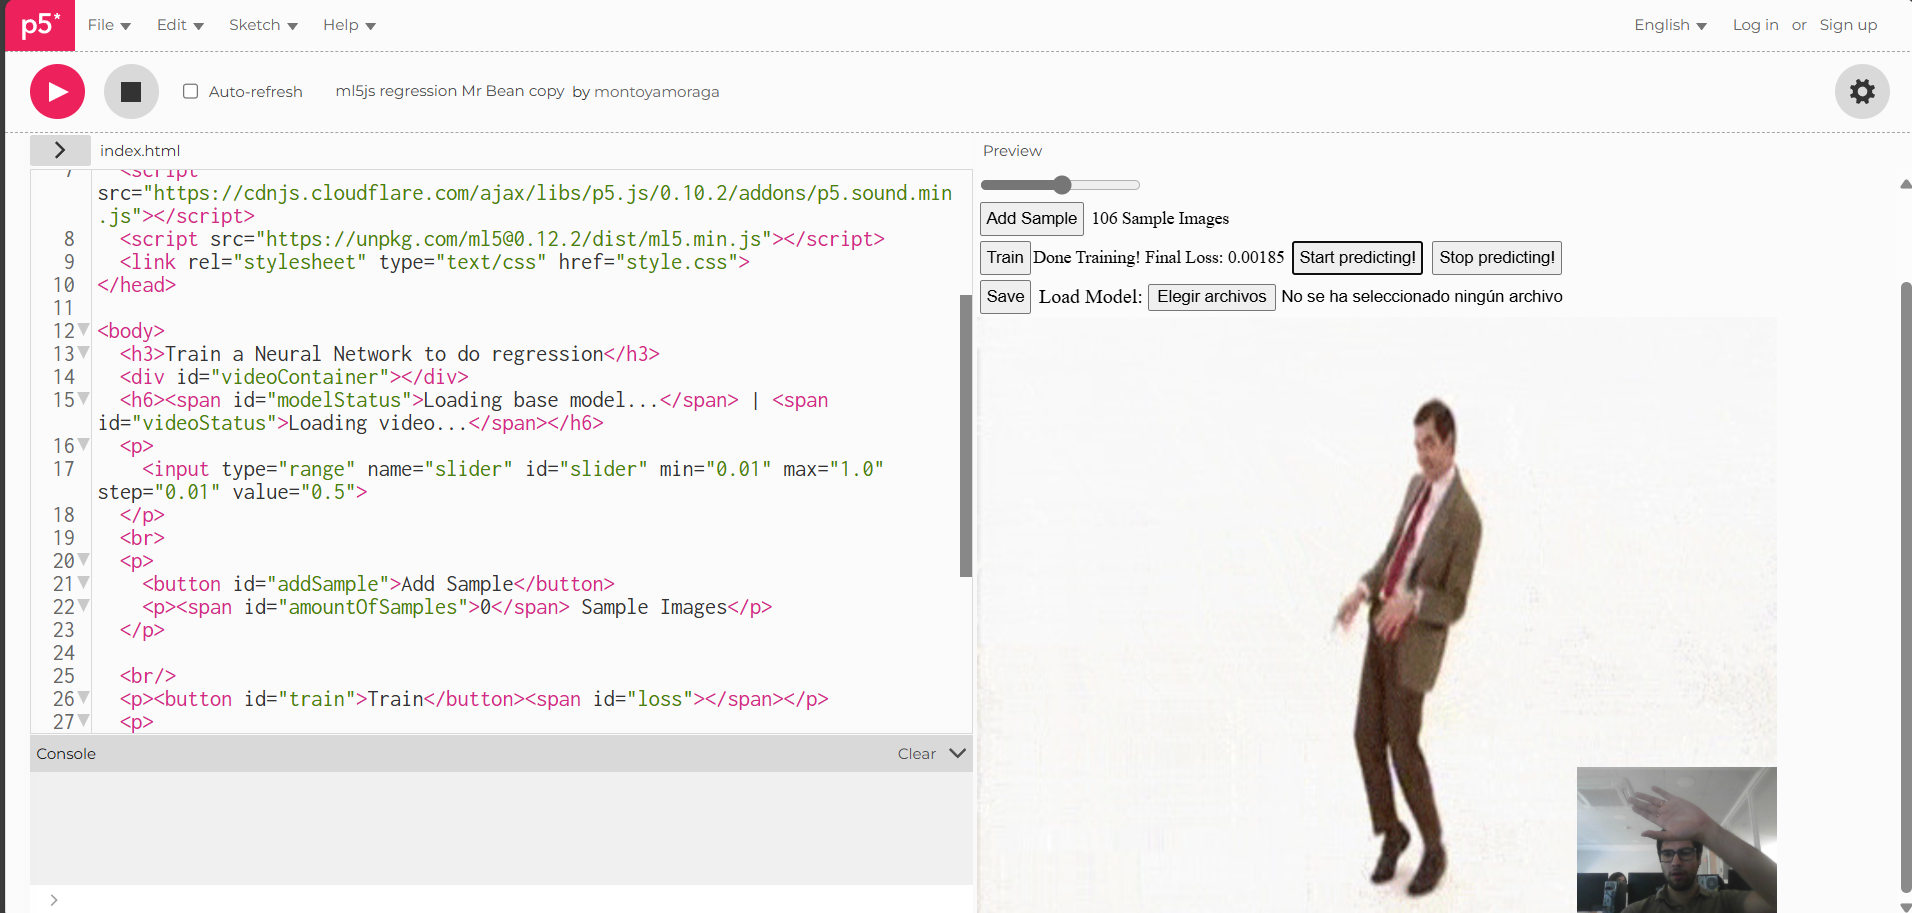 p5* File Edit Sketch Help English Log in or Sign up
Auto-refresh ml5js regression Mr Bean copy by montoyamoraga
> index.html
7 <script
src="https://cdnjs.cloudflare.com/ajax/libs/p5.js/0.10.2/addons/p5.sound.min
.js"></script>
8 <script src="https://unpkg.com/ml5@0.12.2/dist/ml5.min.js"></script>
9 <link rel="stylesheet" type="text/css" href="style.css">
10 </head>
11
12 <body>
13 <h3>Train a Neural Network to do regression</h3>
14 <div id="videoContainer"></div>
15 <h6><span id="modelStatus">Loading base model...</span> | <span
id="videoStatus">Loading video...</span></h6>
16 <p>
17 <input type="range" name="slider" id="slider" min="0.01" max="1.0"
step="0.01" value="0.5">
18 </p>
19 <br>
20 <p>
21 <button id="addSample">Add Sample</button>
22 <p><span id="amountOfSamples">0</span> Sample Images</p>
23 </p>
24
25 <br/>
26 <p><button id="train">Train</button><span id="loss"></span></p>
27 <p>
Console Clear
>
Preview
Add Sample 106 Sample Images
Train Done Training! Final Loss: 0.00185 Start predicting! Stop predicting!
Save Load Model: Elegir archivos No se ha seleccionado ningún archivo